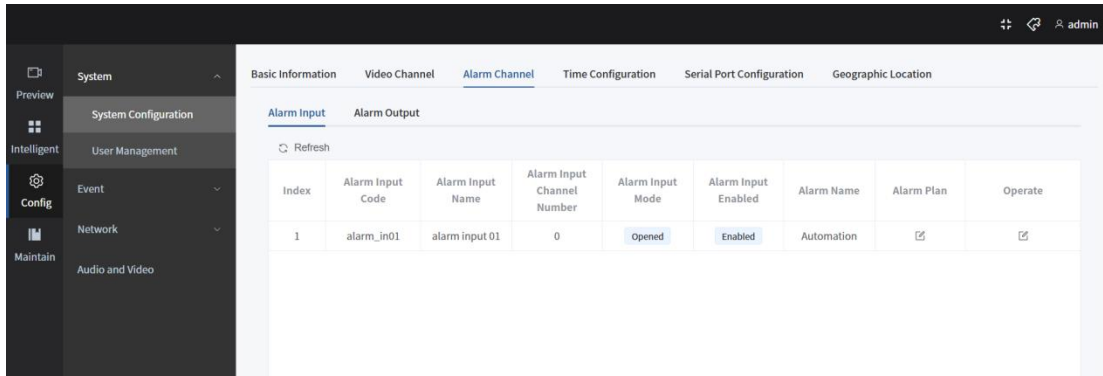 admin
Preview
Intelligent
Config
Maintain
System
System Configuration
User Management
Event
Network
Audio and Video
Basic Information Video Channel Alarm Channel Time Configuration Serial Port Configuration Geographic Location
Alarm Input Alarm Output
Refresh
Index Alarm Input Code Alarm Input Name Alarm Input Channel Number Alarm Input Mode Alarm Input Enabled Alarm Name Alarm Plan Operate
1 alarm_in01 alarm input 01 0 Opened Enabled Automation